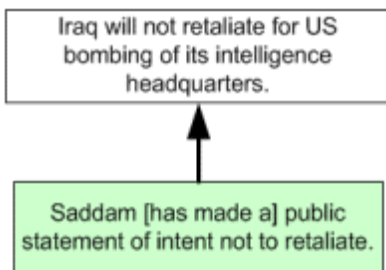 Iraq will not retaliate for US
bombing of its intelligence
headquarters.
Saddam [has made a] public
statement of intent not to retaliate.